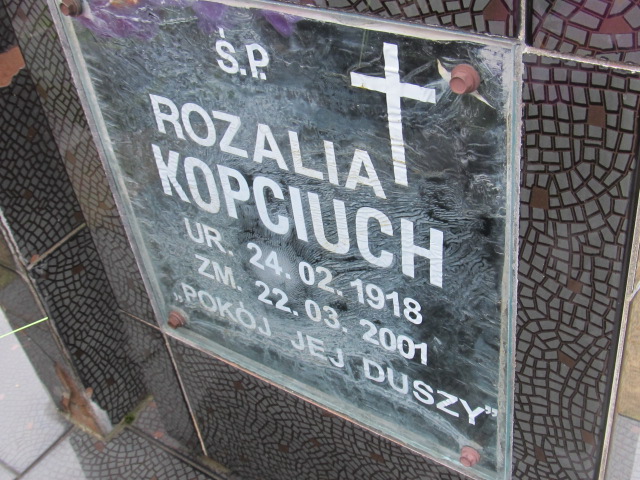 Ś.P.
ROZALIA
KOPCIUCH
UR. 24. 02. 1918
ZM. 22. 03. 2001
„POKÓJ JEJ DUSZY”